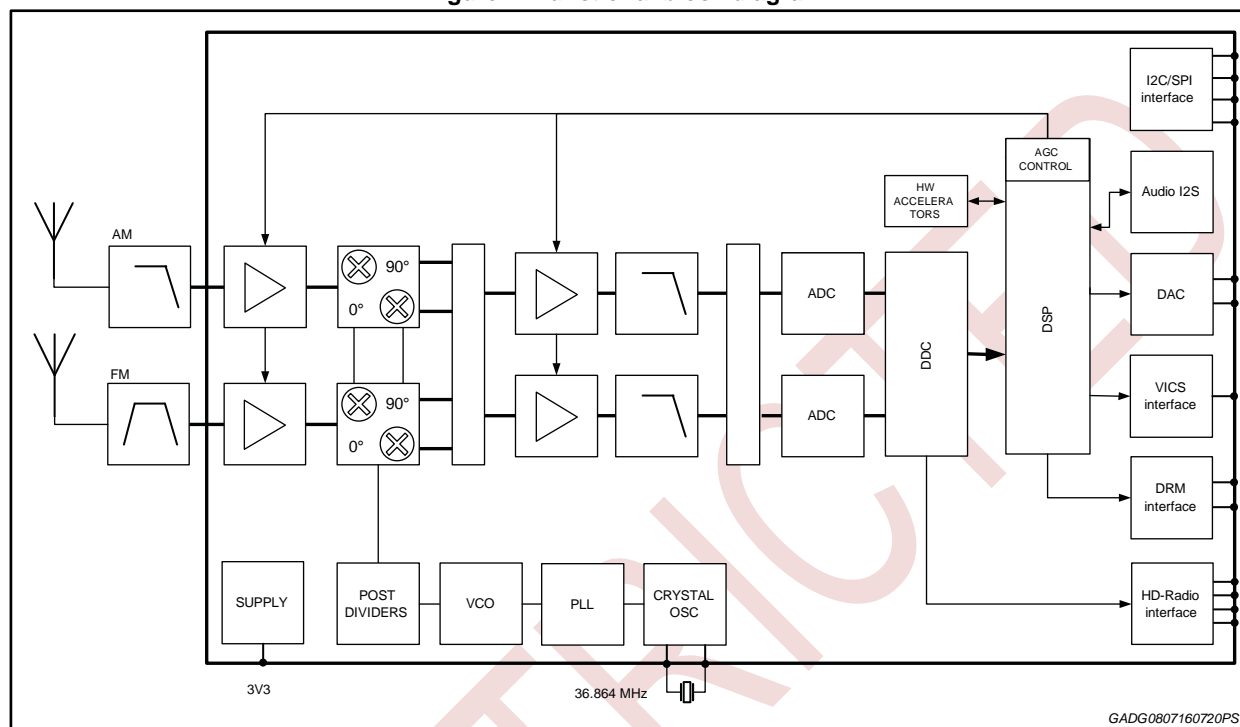 I2C/SPI
interface
AGC
CONTROL
HW
ACCELERA
TORS
Audio I2S
AM
90°
0°
ADC
DAC
DDC
DSP
FM
90°
0°
ADC
VICS
interface
DRM
interface
SUPPLY
POST
DIVIDERS
VCO
PLL
CRYSTAL
OSC
HD-Radio
interface
3V3
36.864 MHz
GADG0807160720PS
TRICTED